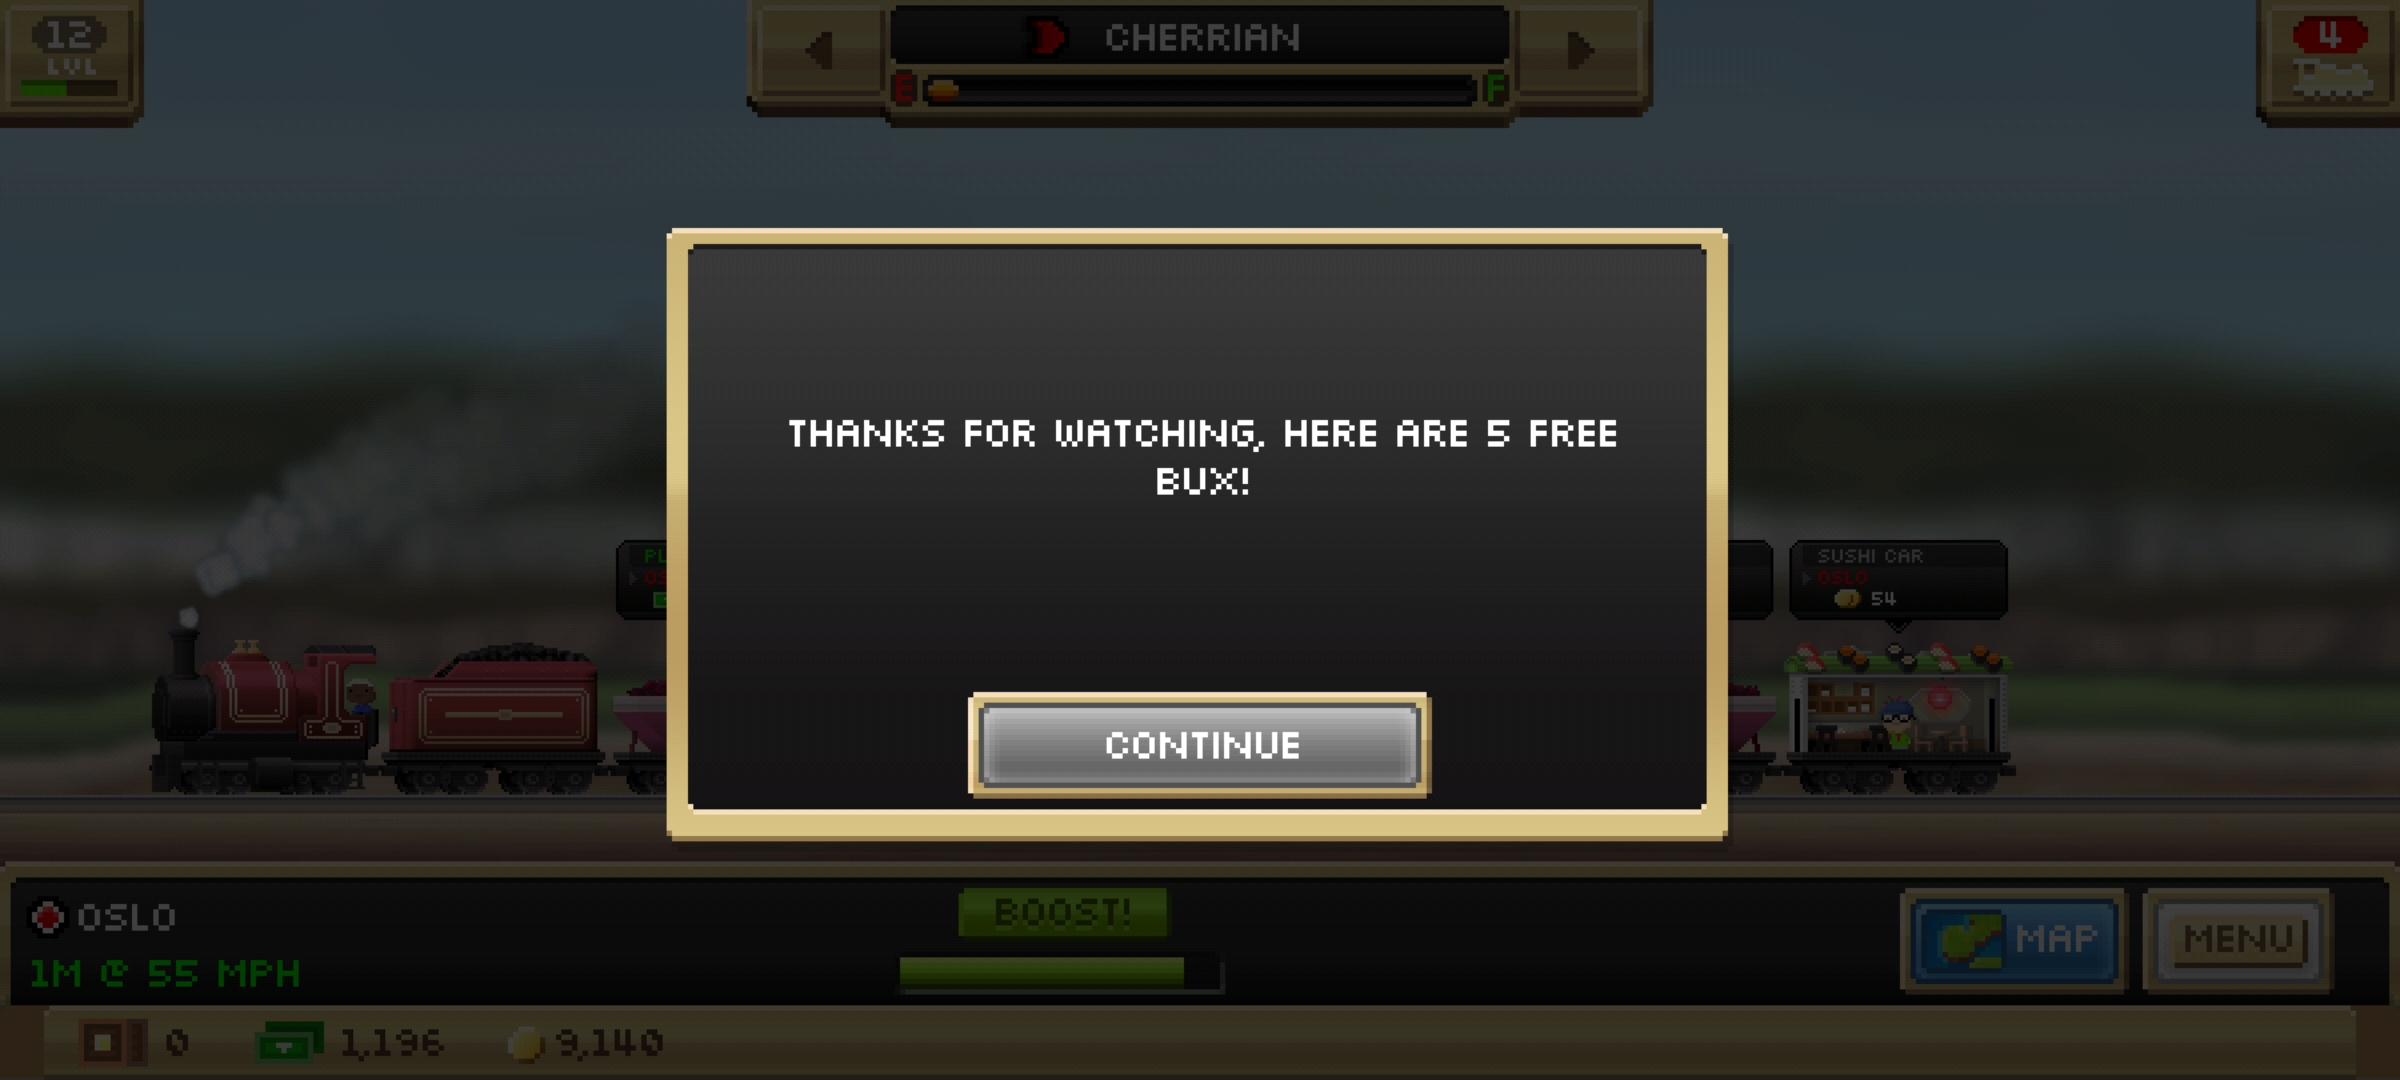 12
LVL
CHERRIAN
E
F
4
THANKS FOR WATCHING, HERE ARE 5 FREE
BUX!
CONTINUE
SUSHI CAR
OSLO
54
OSLO
1M @ 55 MPH
BOOST!
MAP
MENU
0
1,196
9,140